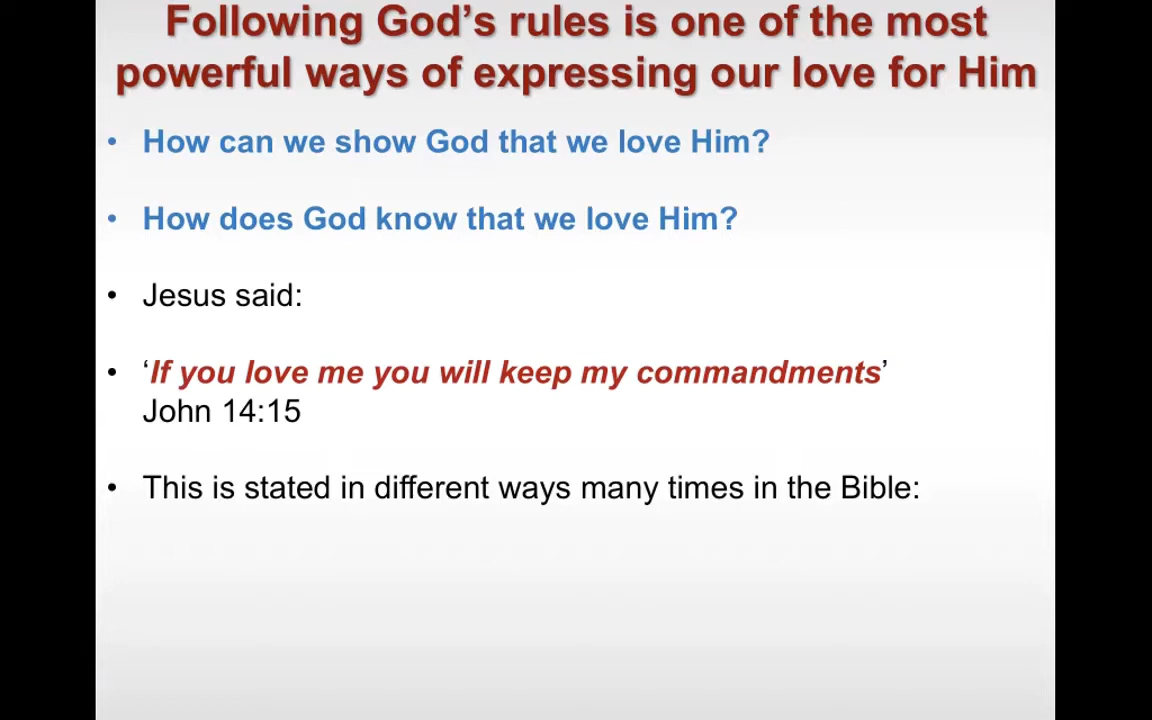 Following God’s rules is one of the most
powerful ways of expressing our love for Him
• How can we show God that we love Him?
• How does God know that we love Him?
• Jesus said:
• ‘If you love me you will keep my commandments’
John 14:15
• This is stated in different ways many times in the Bible: